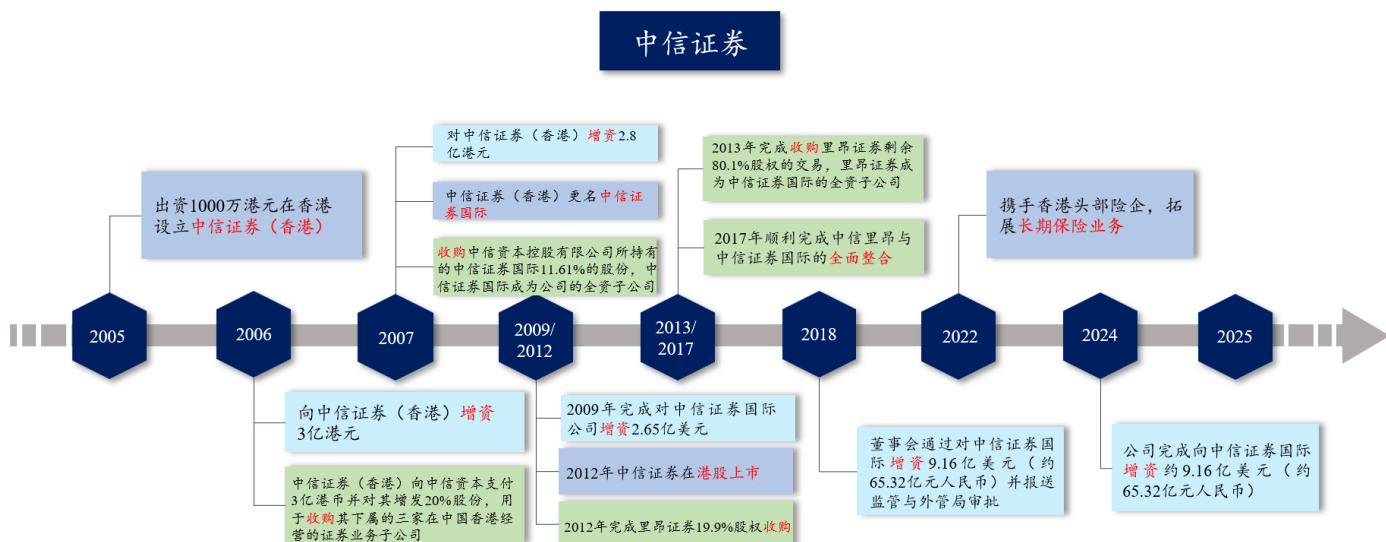 中信证券
对中信证券（香港）增资2.8
亿港元
中信证券（香港）更名中信证
券国际
收购中信资本控股有限公司所持有
的中信证券国际11.61%的股份，中
信证券国际成为公司的全资子公司
2013年完成收购里昂证券剩余
80.1%股权的交易，里昂证券成
为中信证券国际的全资子公司
2017年顺利完成中信里昂与
中信证券国际的全面整合
出资1000万港元在香港
设立中信证券（香港）
携手香港头部险企，拓
展长期保险业务
2005
2006
2007
2009/
2012
2013/
2017
2018
2022
2024
2025
向中信证券（香港）增资
3亿港元
中信证券（香港）向中信资本支付
3亿港币并对其增发20%股份，用
于收购其下属的三家在中国香港经
营的证券业务子公司
2009年完成对中信证券国际
公司增资2.65亿美元
2012年中信证券在港股上市
2012年完成里昂证券19.9%股权收购
董事会通过对中信证券国
际增资9.16亿美元（约
65.32亿元人民币）并报送
监管与外管局审批
公司完成向中信证券国际
增资约9.16亿美元（约
65.32亿元人民币）